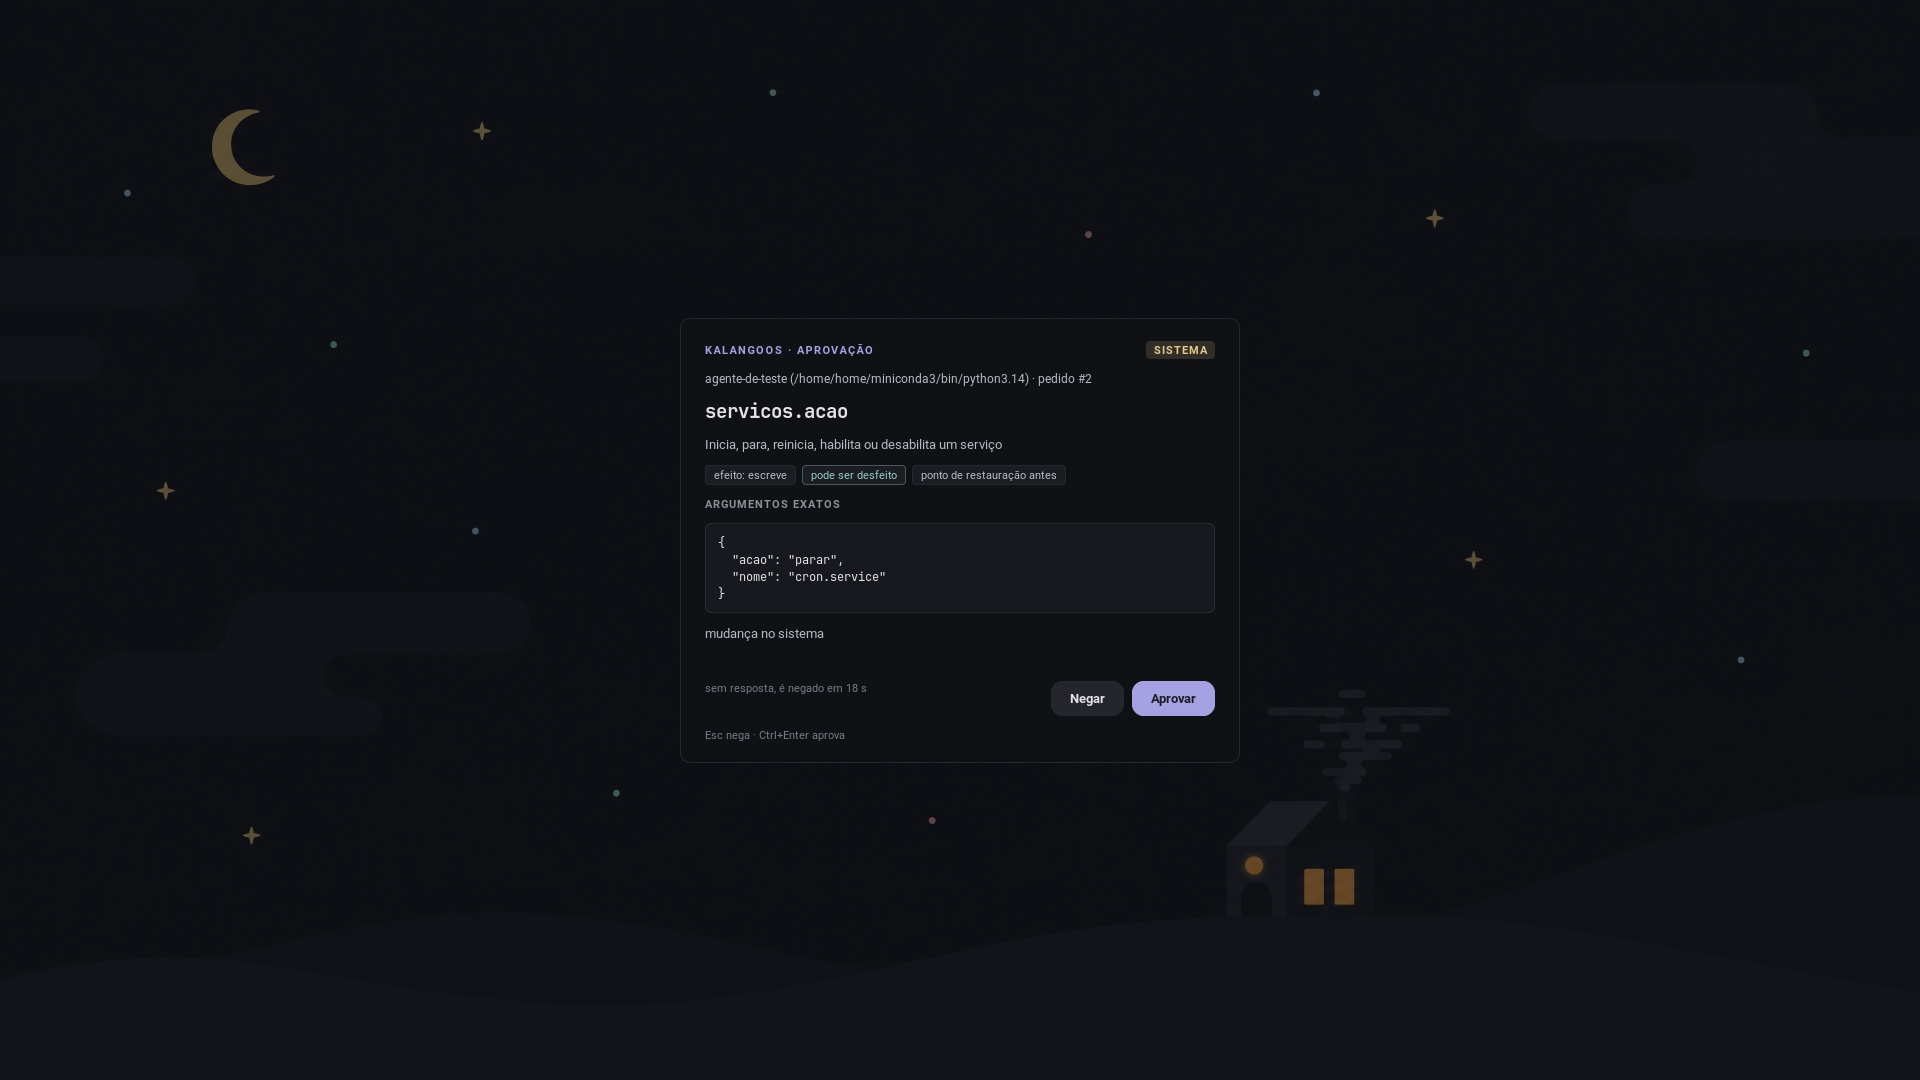 KALANGOOS · APROVAÇÃO
SISTEMA
agente-de-teste (/home/home/miniconda3/bin/python3.14) · pedido #2
servicos.acao
Inicia, para, reinicia, habilita ou desabilita um serviço
efeito: escreve
pode ser desfeito
ponto de restauração antes
ARGUMENTOS EXATOS
{
  "acao": "parar",
  "nome": "cron.service"
}
mudança no sistema
sem resposta, é negado em 18 s
Negar
Aprovar
Esc nega · Ctrl+Enter aprova